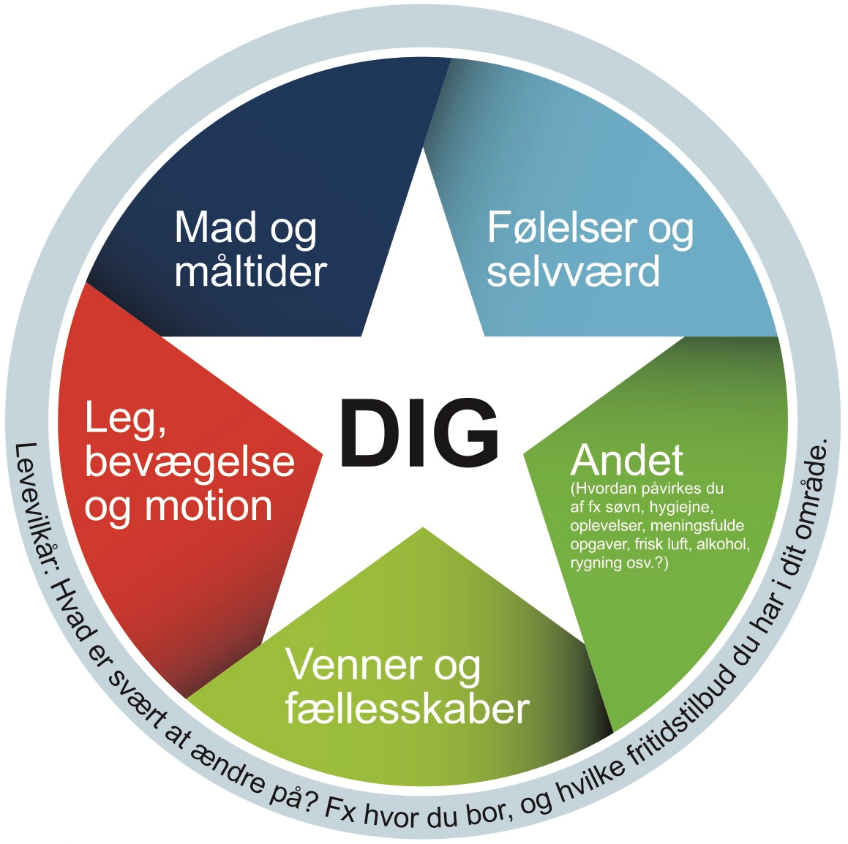 Mad og
måltider
Følelser og
selvværd
Leg,
bevægelse
og motion
DIG
Andet
(Hvordan påvirkes du
af fx søvn, hygiejne,
oplevelser, meningsfulde
opgaver, frisk luft, alkohol,
rygning osv.?)
Venner og
fællesskaber
Levevilkår: Hvad er svært at ændre på? Fx hvor du bor, og hvilke fritidstilbud du har i dit område.